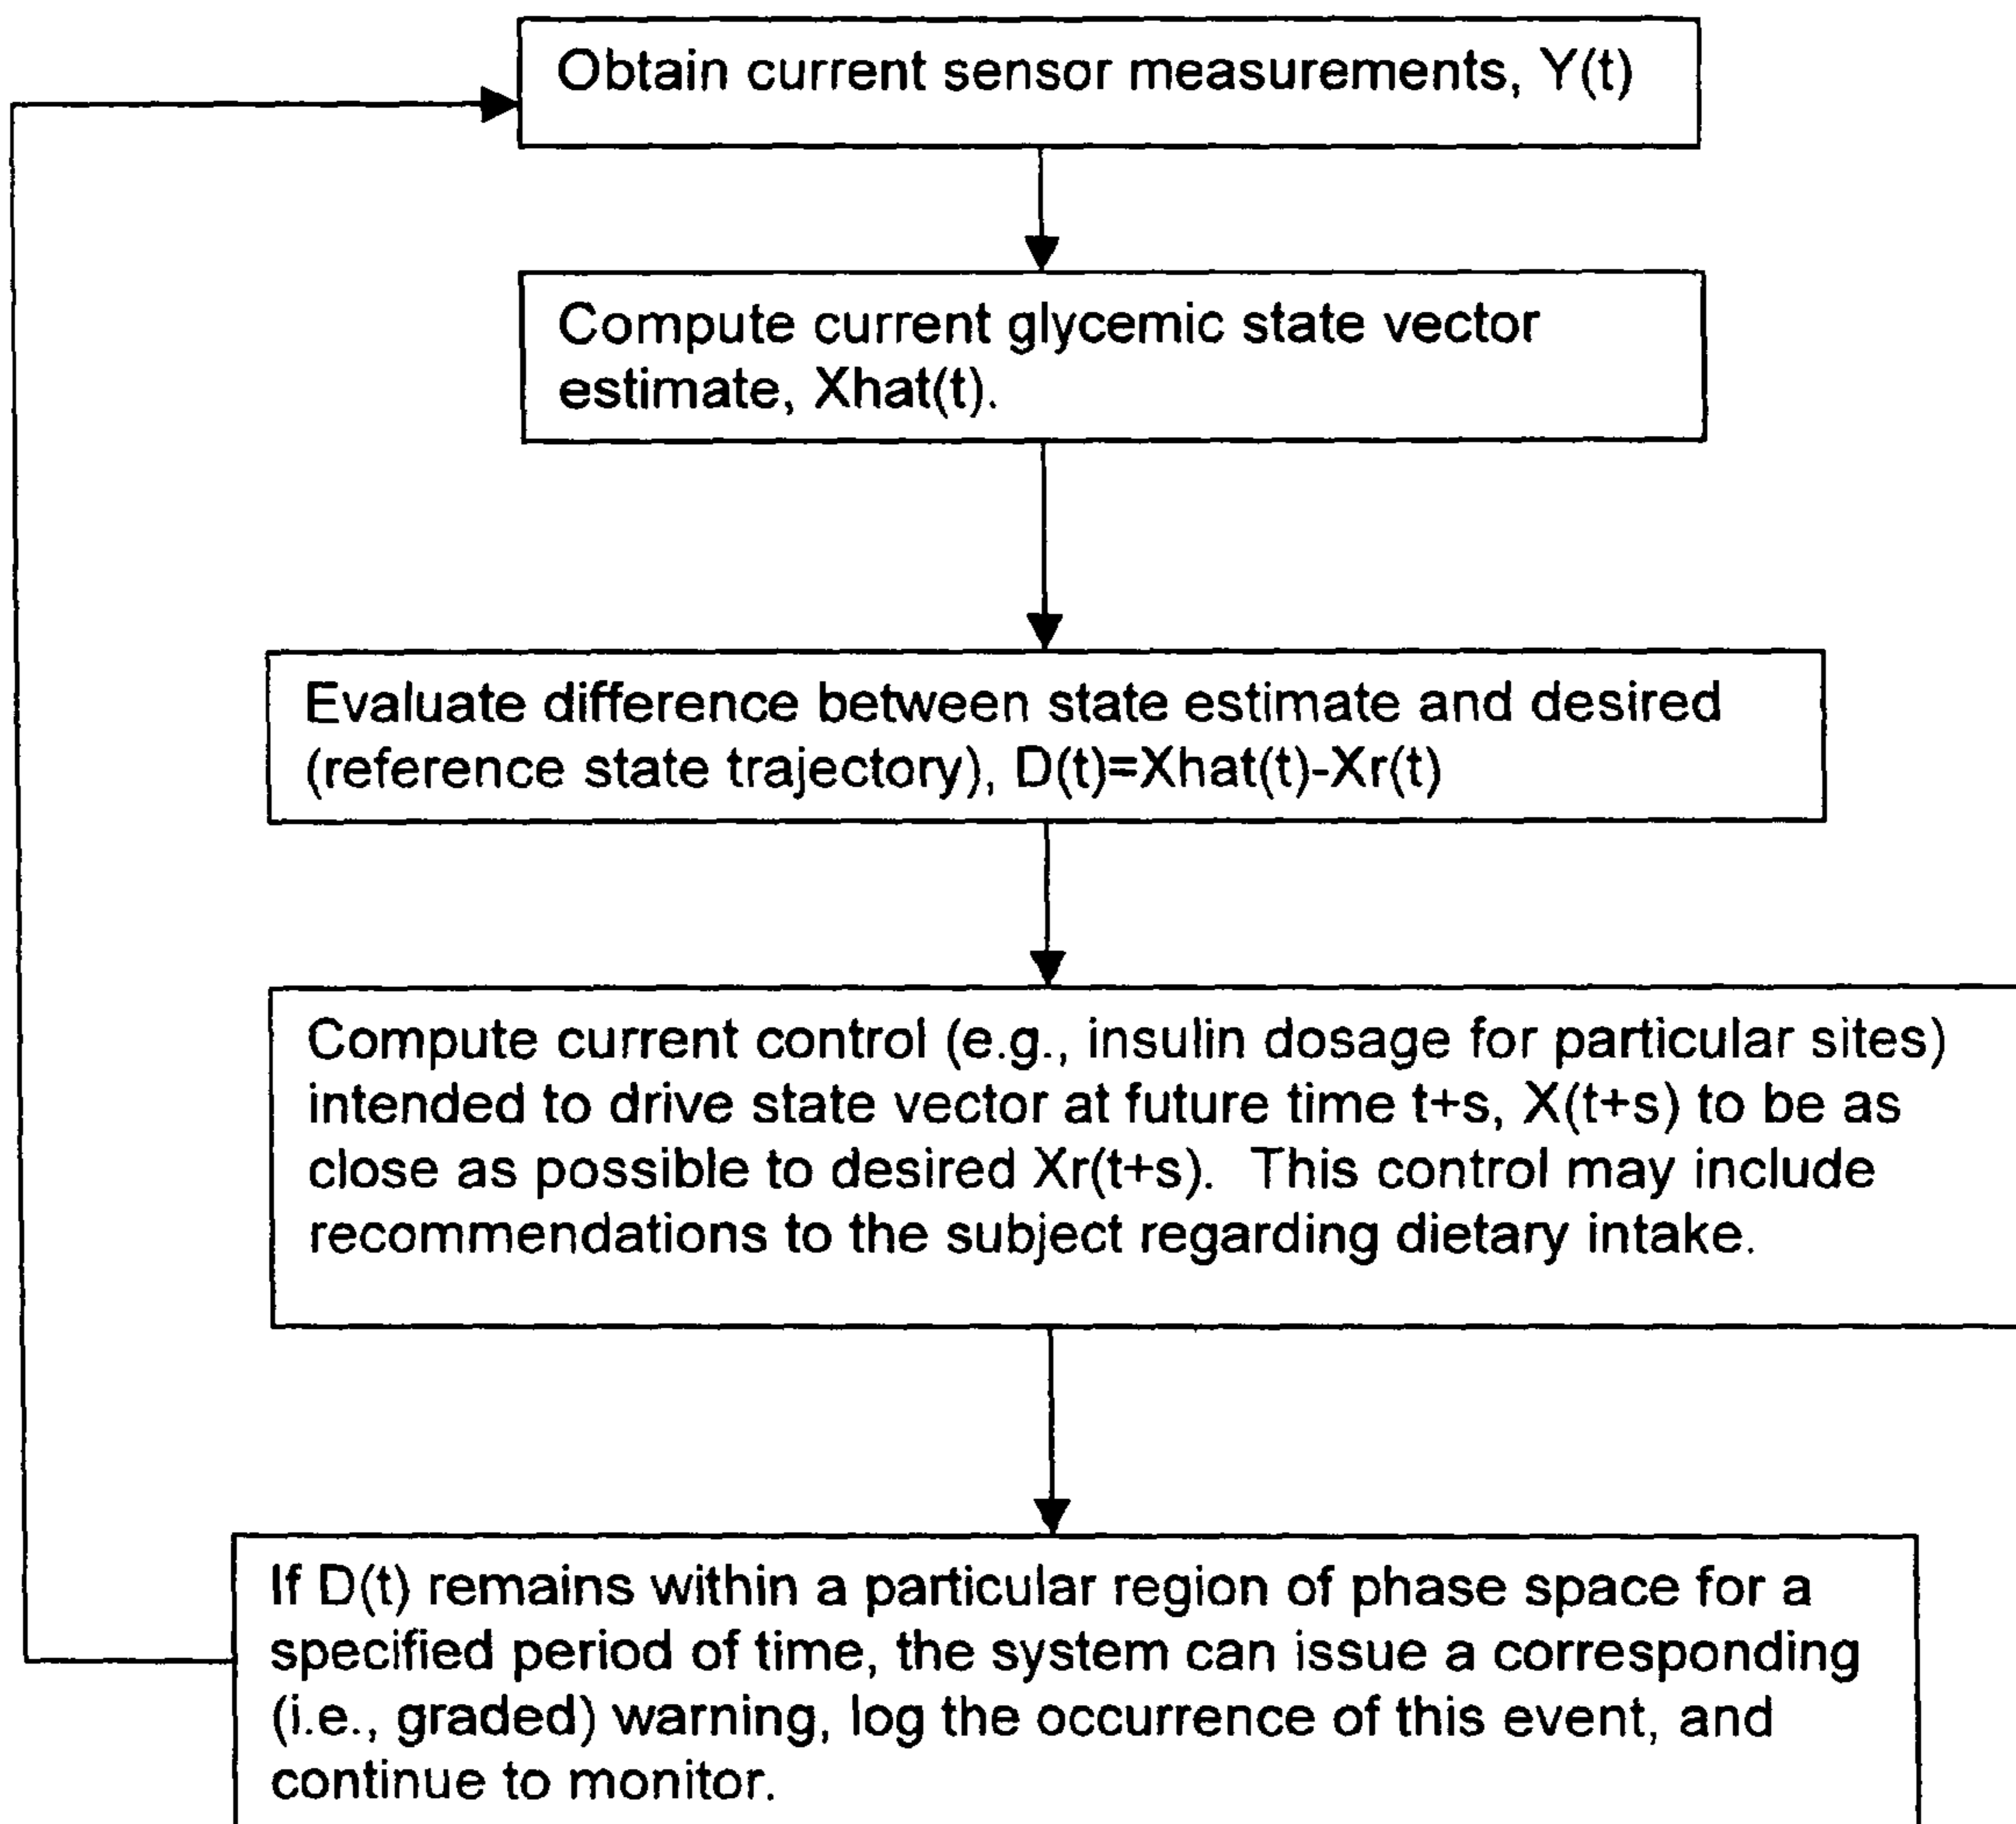 Obtain current sensor measurements, Y(t)
Compute current glycemic state vector
estimate, Xhat(t).
Evaluate difference between state estimate and desired
(reference state trajectory), D(t)=Xhat(t)-Xr(t)
Compute current control (e.g., insulin dosage for particular sites)
intended to drive state vector at future time t+s, X(t+s) to be as
close as possible to desired Xr(t+s).  This control may include
recommendations to the subject regarding dietary intake.
If D(t) remains within a particular region of phase space for a
specified period of time, the system can issue a corresponding
(i.e., graded) warning, log the occurrence of this event, and
continue to monitor.